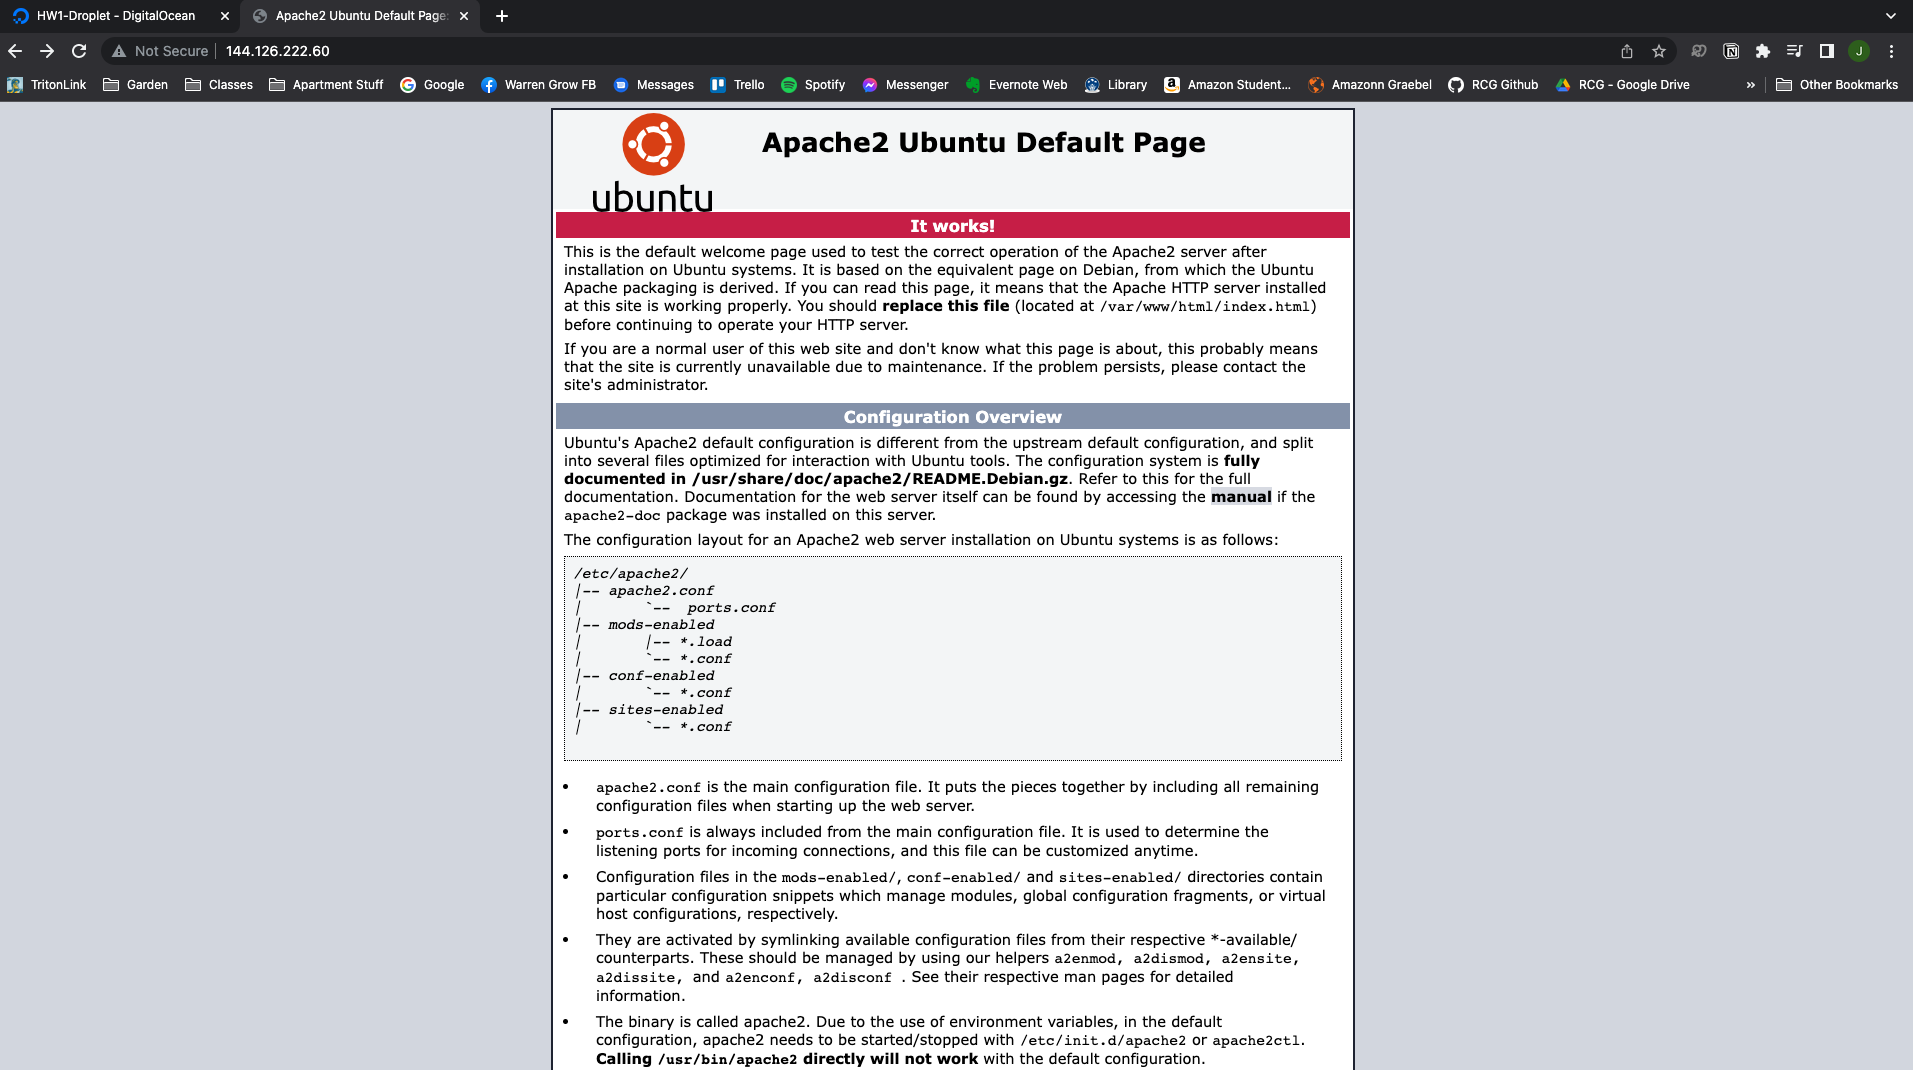 HW1-Droplet - DigitalOcean
Apache2 Ubuntu Default Page:
Not Secure
144.126.222.60
J
TritonLink
Garden
Classes
Apartment Stuff
Google
Warren Grow FB
Messages
Trello
Spotify
Messenger
Evernote Web
Library
Amazon Student...
Amazonn Graebel
RCG Github
RCG - Google Drive
»
Other Bookmarks
ubuntu
Apache2 Ubuntu Default Page
It works!
This is the default welcome page used to test the correct operation of the Apache2 server after
installation on Ubuntu systems. It is based on the equivalent page on Debian, from which the Ubuntu
Apache packaging is derived. If you can read this page, it means that the Apache HTTP server installed
at this site is working properly. You should replace this file (located at /var/www/html/index.html)
before continuing to operate your HTTP server.
If you are a normal user of this web site and don't know what this page is about, this probably means
that the site is currently unavailable due to maintenance. If the problem persists, please contact the
site's administrator.
Configuration Overview
Ubuntu's Apache2 default configuration is different from the upstream default configuration, and split
into several files optimized for interaction with Ubuntu tools. The configuration system is fully
documented in /usr/share/doc/apache2/README.Debian.gz. Refer to this for the full
documentation. Documentation for the web server itself can be found by accessing the manual if the
apache2-doc package was installed on this server.
The configuration layout for an Apache2 web server installation on Ubuntu systems is as follows:
/etc/apache2/
|-- apache2.conf
|       `--  ports.conf
|-- mods-enabled
|       |-- *.load
|       `-- *.conf
|-- conf-enabled
|       `-- *.conf
|-- sites-enabled
|       `-- *.conf
• apache2.conf is the main configuration file. It puts the pieces together by including all remaining
configuration files when starting up the web server.
• ports.conf is always included from the main configuration file. It is used to determine the
listening ports for incoming connections, and this file can be customized anytime.
• Configuration files in the mods-enabled/, conf-enabled/ and sites-enabled/ directories contain
particular configuration snippets which manage modules, global configuration fragments, or virtual
host configurations, respectively.
• They are activated by symlinking available configuration files from their respective *-available/
counterparts. These should be managed by using our helpers a2enmod, a2dismod, a2ensite,
a2dissite, and a2enconf, a2disconf . See their respective man pages for detailed
information.
• The binary is called apache2. Due to the use of environment variables, in the default
configuration, apache2 needs to be started/stopped with /etc/init.d/apache2 or apache2ctl.
Calling /usr/bin/apache2 directly will not work with the default configuration.